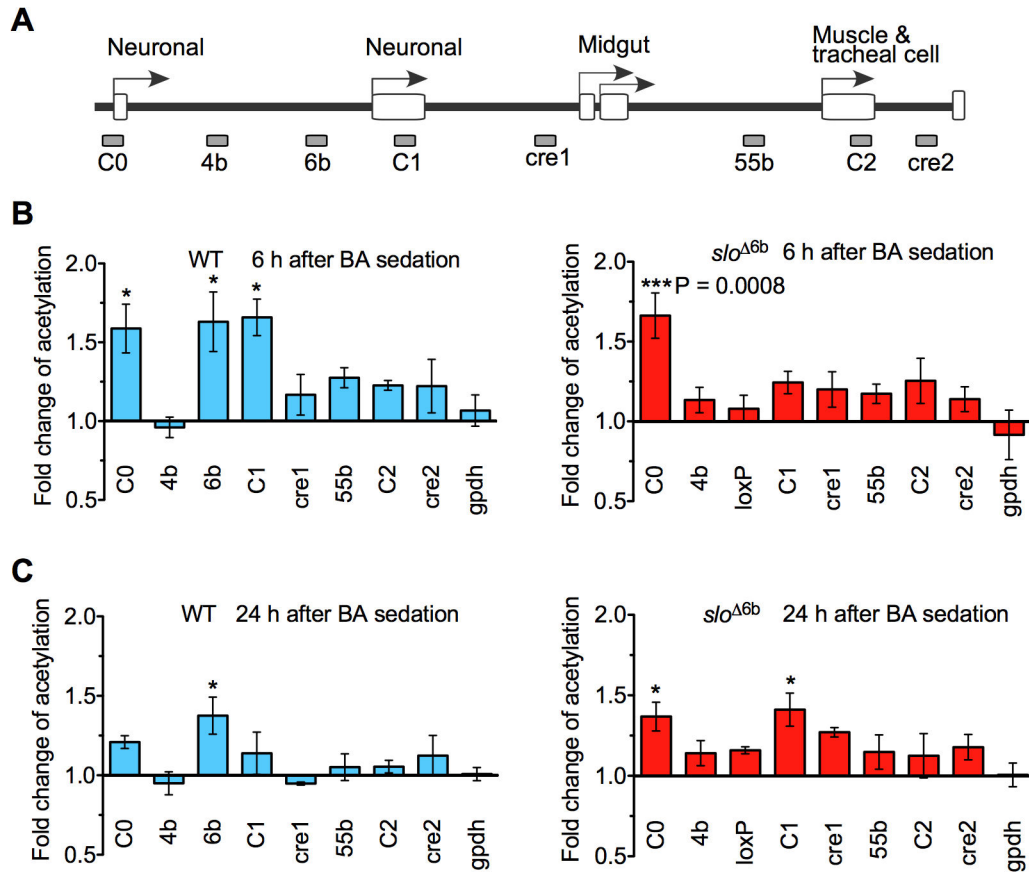 A
Neuronal
Neuronal
Midgut
Muscle &
tracheal cell
C0
4b
6b
C1
cre1
55b
C2
cre2
B
Fold change of acetylation
2.0
1.5
1.0
0.5
WT 6 h after BA sedation
*
*
*
C0
4b
6b
C1
cre1
55b
C2
cre2
gpdh
Fold change of acetylation
2.0
1.5
1.0
0.5
sloΔ6b 6 h after BA sedation
***P = 0.0008
C0
4b
loxP
C1
cre1
55b
C2
cre2
gpdh
C
Fold change of acetylation
2.0
1.5
1.0
0.5
WT 24 h after BA sedation
*
C0
4b
6b
C1
cre1
55b
C2
cre2
gpdh
Fold change of acetylation
2.0
1.5
1.0
0.5
sloΔ6b 24 h after BA sedation
*
*
C0
4b
loxP
C1
cre1
55b
C2
cre2
gpdh